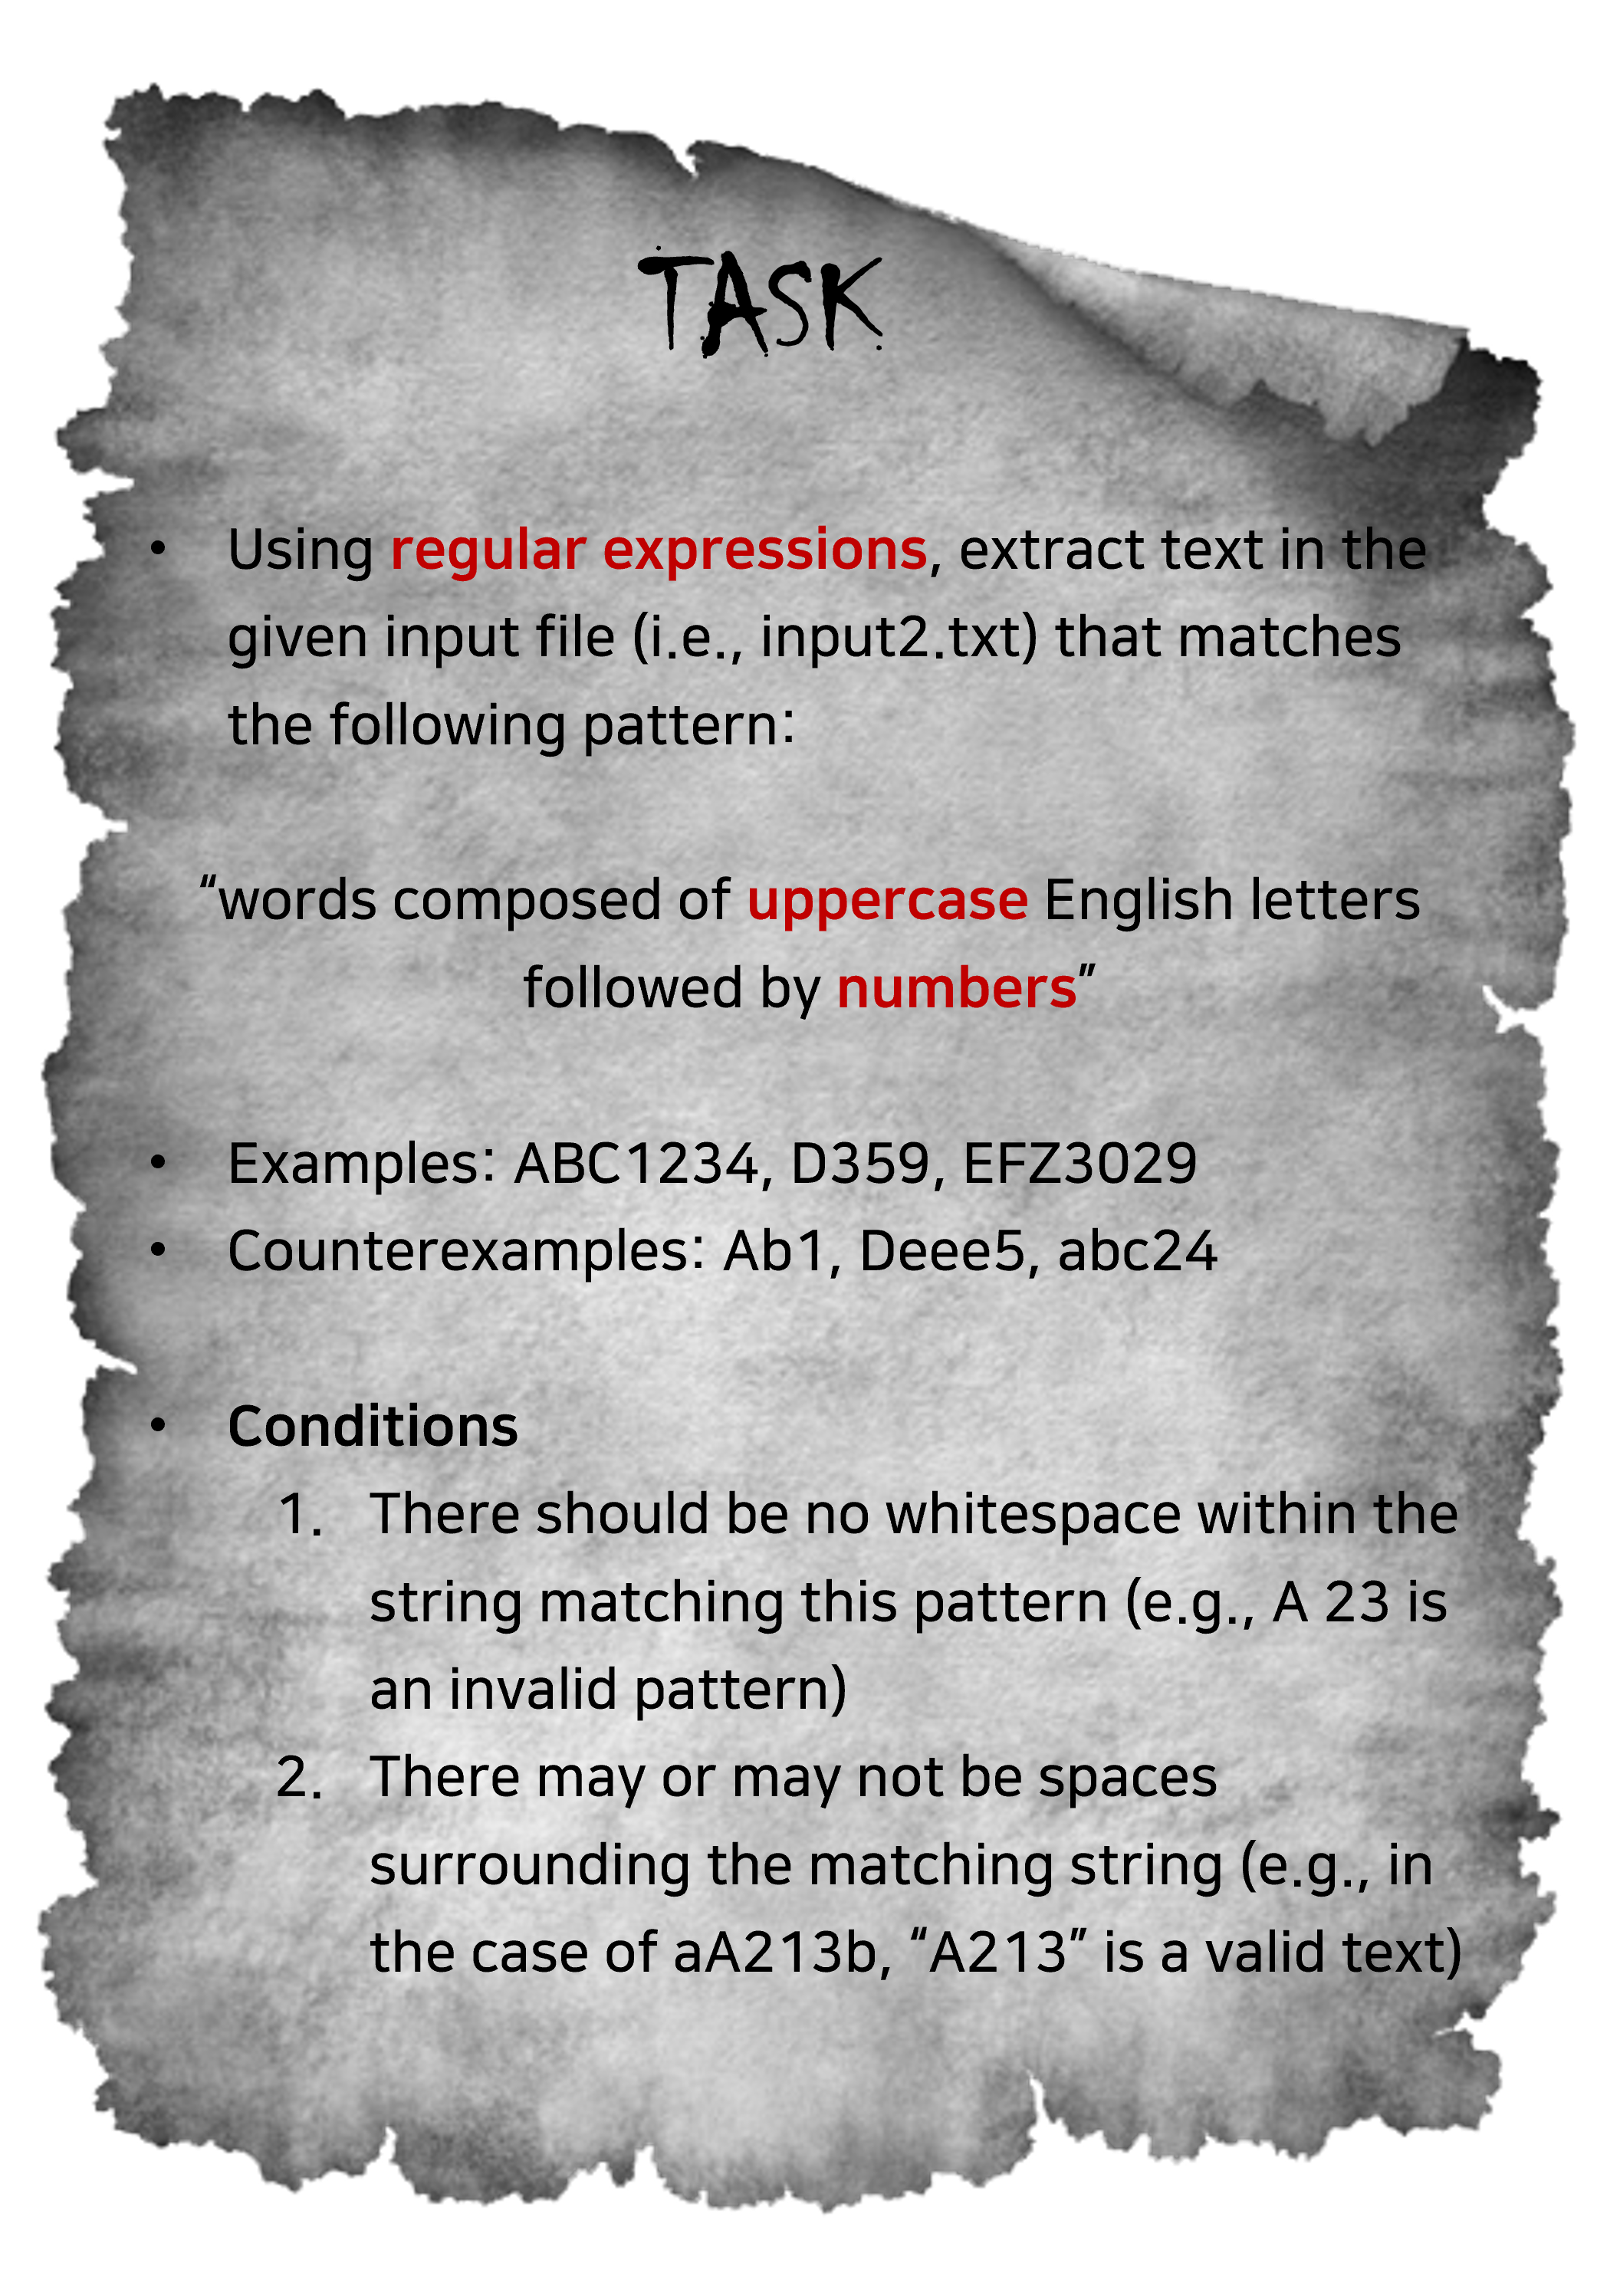 TASK
• Using regular expressions, extract text in the
given input file (i.e., input2.txt) that matches
the following pattern:
“words composed of uppercase English letters
followed by numbers”
• Examples: ABC1234, D359, EFZ3029
• Counterexamples: Ab1, Deee5, abc24
• Conditions
1. There should be no whitespace within the
string matching this pattern (e.g., A 23 is
an invalid pattern)
2. There may or may not be spaces
surrounding the matching string (e.g., in
the case of aA213b, “A213” is a valid text)